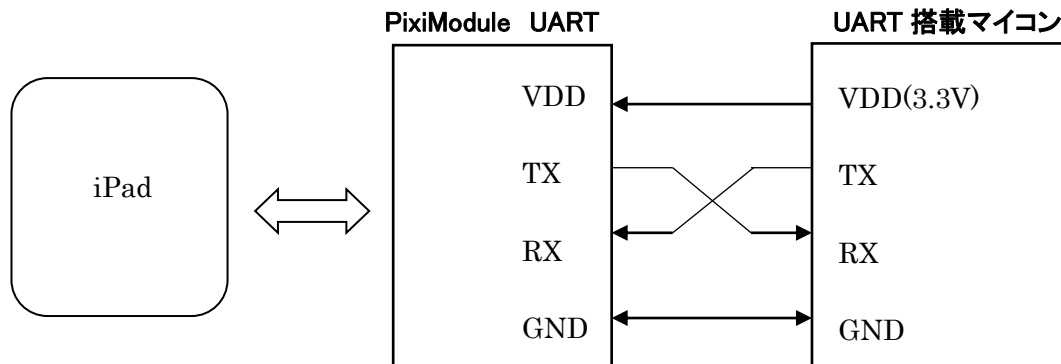 PixiModule UART
UART 搭載マイコン
iPad
VDD
TX
RX
GND
VDD(3.3V)
TX
RX
GND